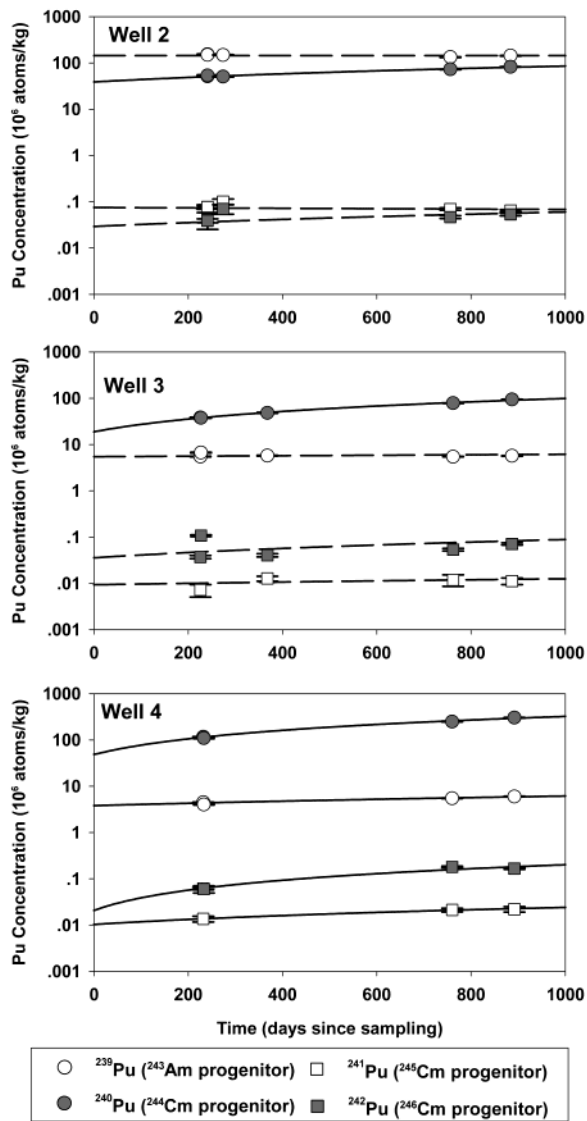 Well 2
Pu Concentration (10⁶ atoms/kg)
1000
100
10
1
.1
.01
.001
0 200 400 600 800 1000
Well 3
Pu Concentration (10⁶ atoms/kg)
1000
100
10
1
.1
.01
.001
0 200 400 600 800 1000
Well 4
Pu Concentration (10⁶ atoms/kg)
1000
100
10
1
.1
.01
.001
0 200 400 600 800 1000
Time (days since sampling)
²³⁹Pu (²⁴³Am progenitor) ²⁴¹Pu (²⁴⁵Cm progenitor)
²⁴⁰Pu (²⁴⁴Cm progenitor) ²⁴²Pu (²⁴⁶Cm progenitor)